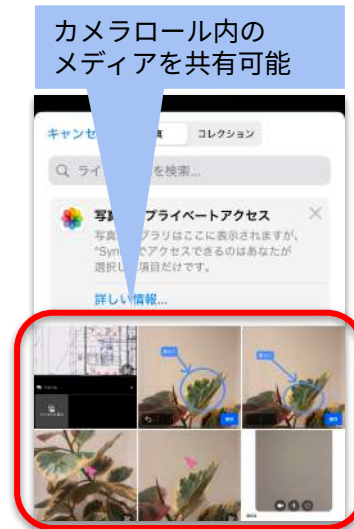 カメラロール内の
メディアを共有可能
キャンセ
コレクション
ライ
を検索...
写真
プライベートアクセス
写真
ブラリはここに表示されますが、
でアクセスできるのはあなたが
選択し
項目だけです。
詳しい情報...